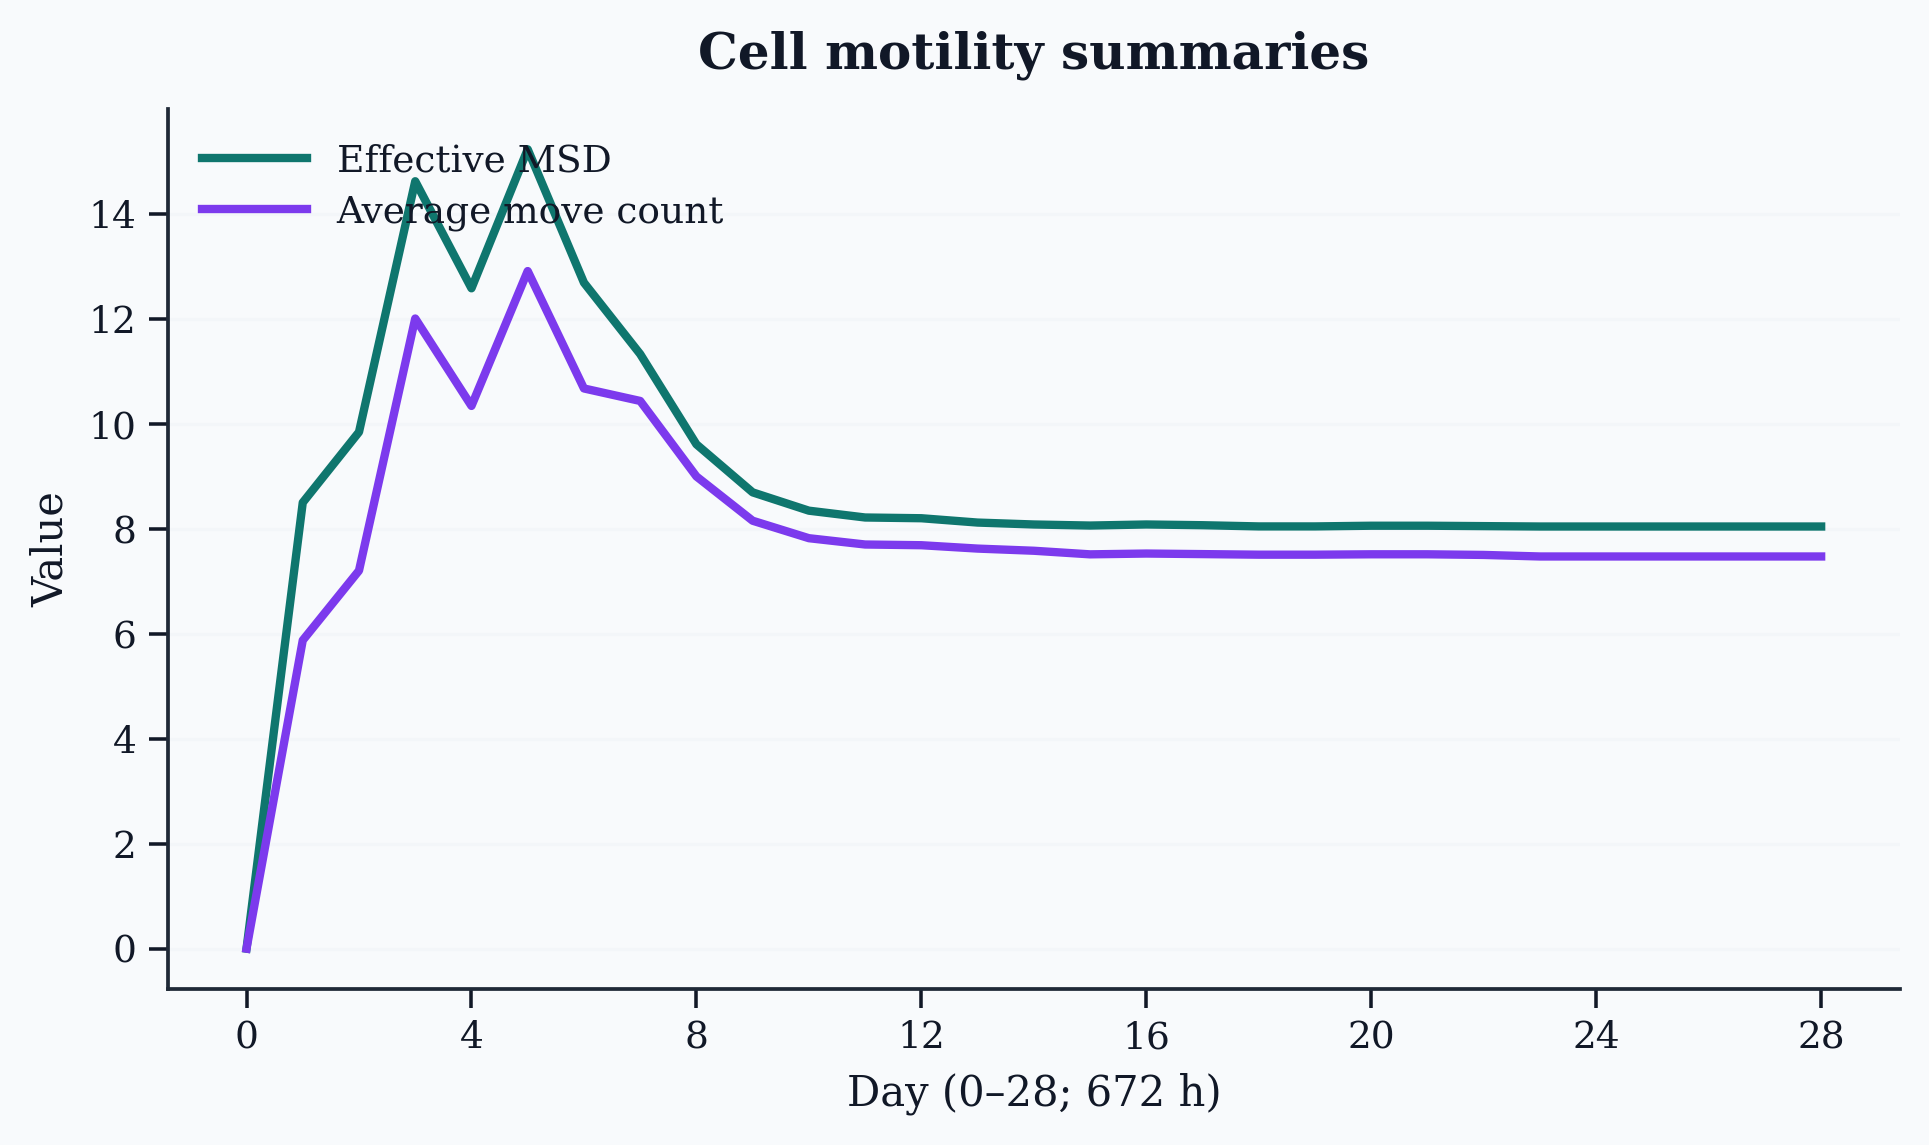 Cell motility summaries
Effective MSD
Average move count
14
12
10
8
6
4
2
0
Value
0 4 8 12 16 20 24 28
Day (0–28; 672 h)